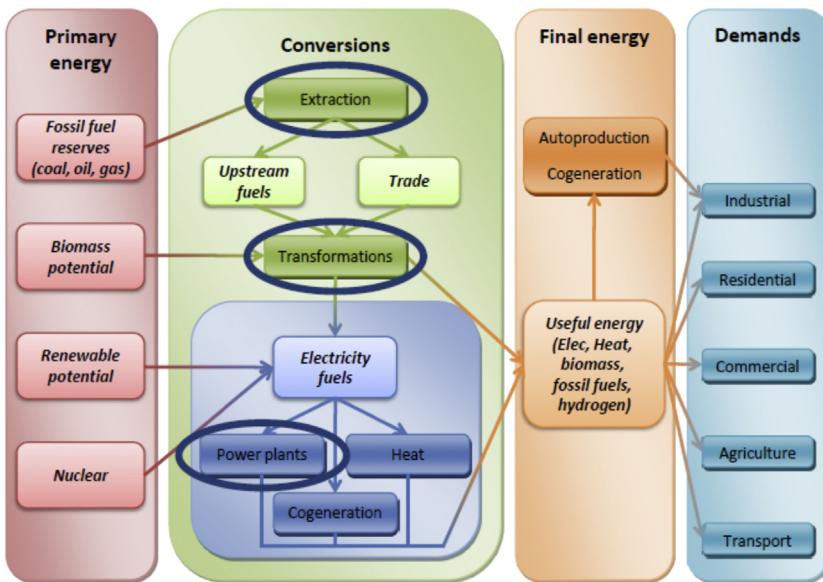 Primary
energy
Fossil fuel
reserves
(coal, oil, gas)
Biomass
potential
Renewable
potential
Nuclear
Conversions
Extraction
Upstream
fuels
Trade
Transformations
Electricity
fuels
Power plants
Heat
Cogeneration
Final energy
Autoproduction
Cogeneration
Useful energy
(Elec, Heat,
biomass,
fossil fuels,
hydrogen)
Demands
Industrial
Residential
Commercial
Agriculture
Transport